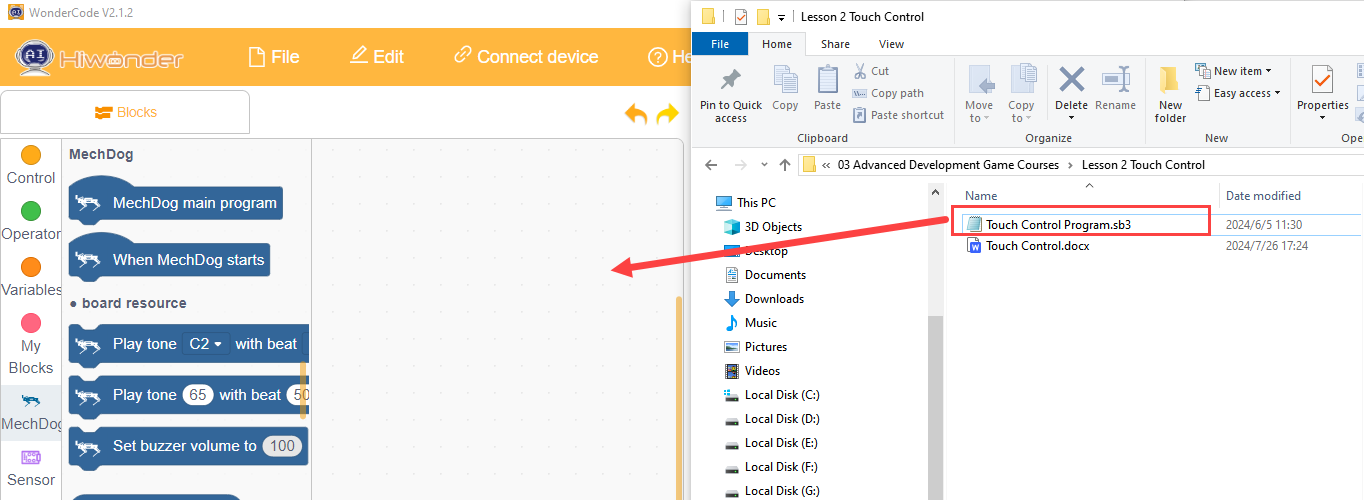 WonderCode V2.1.2
AI
Hiwonder
File
Edit
Connect device
He
Blocks
Control
Operator
Variables
My
Blocks
MechDog
Sensor
MechDog
MechDog main program
When MechDog starts
• board resource
Play tone C2 with beat
Play tone 65 with beat 50
Set buzzer volume to 100
Lesson 2 Touch Control
File
Home
Share
View
Pin to Quick
access
Copy
Paste
Cut
Copy path
Paste shortcut
Clipboard
Move
to
Copy
to
Delete
Rename
Organize
New
folder
New item
Easy access
New
Properties
Ope
« 03 Advanced Development Game Courses > Lesson 2 Touch Control
This PC
3D Objects
Desktop
Documents
Downloads
Music
Pictures
Videos
Local Disk (C:)
Local Disk (D:)
Local Disk (E:)
Local Disk (F:)
Local Disk (G:)
Name
Date modified
Touch Control Program.sb3
2024/6/5 11:30
Touch Control.docx
2024/7/26 17:24